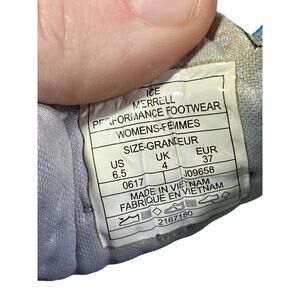 ICE
MERRELL
PERFORMANCE FOOTWEAR
WOMENS-FEMMES
SIZE-GRANDEUR
US UK EUR
6.5 4 37
0617 1 J09658
MADE IN VIETNAM
FABRIQUE EN VIETNAM
2167180